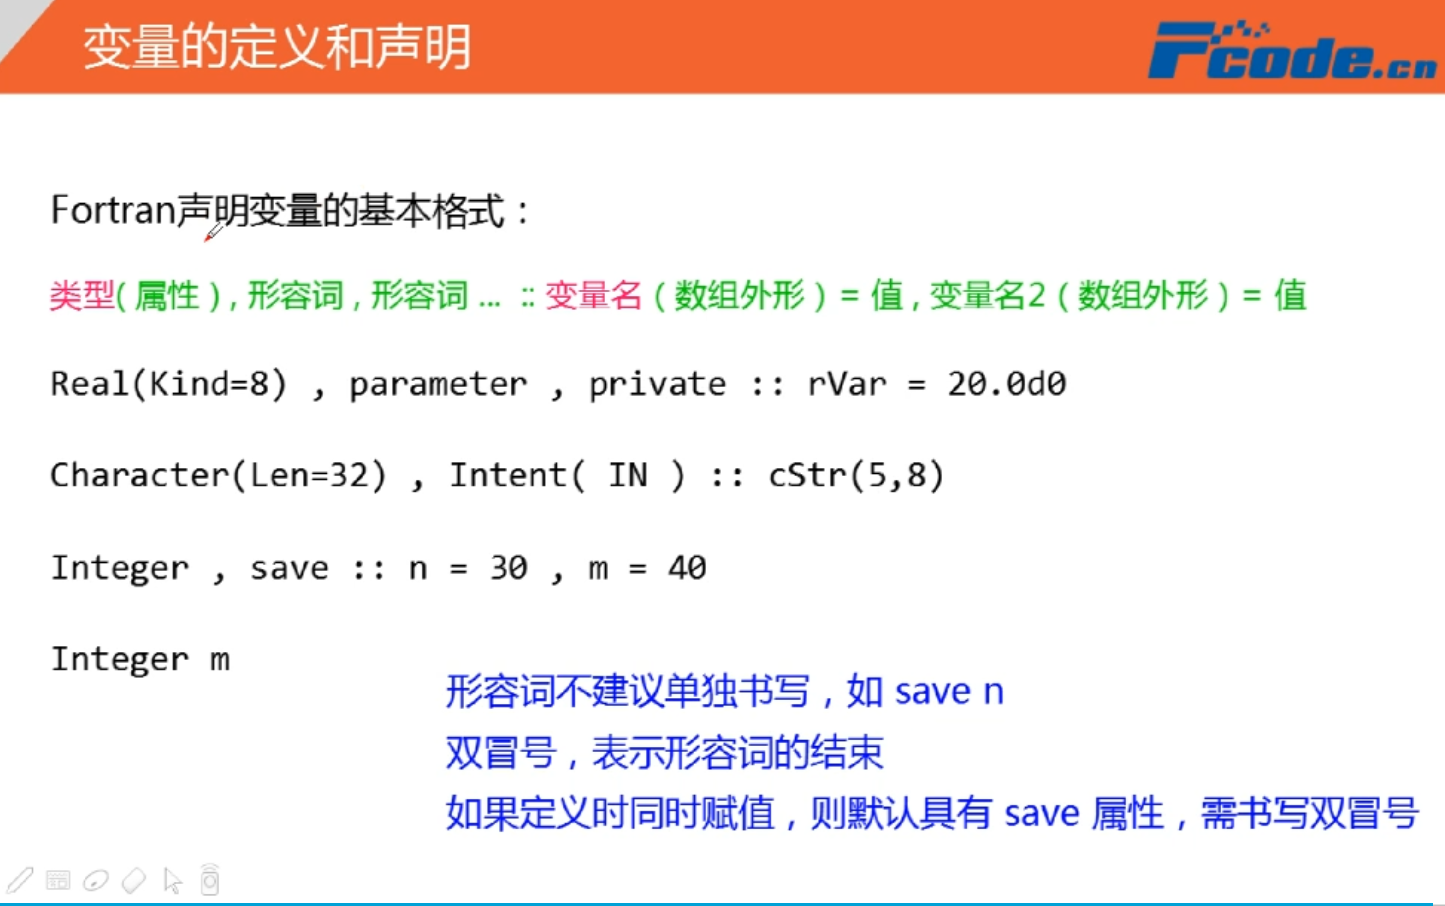 变量的定义和声明
Fcode.cn
Fortran声明变量的基本格式：
类型( 属性 ) , 形容词 , 形容词 ... :: 变量名 ( 数组外形 ) = 值 , 变量名2 ( 数组外形 ) = 值
Real(Kind=8) , parameter , private :: rVar = 20.0d0
Character(Len=32) , Intent( IN ) :: cStr(5,8)
Integer , save :: n = 30 , m = 40
Integer m
形容词不建议单独书写，如 save n
双冒号，表示形容词的结束
如果定义时同时赋值，则默认具有 save 属性，需书写双冒号